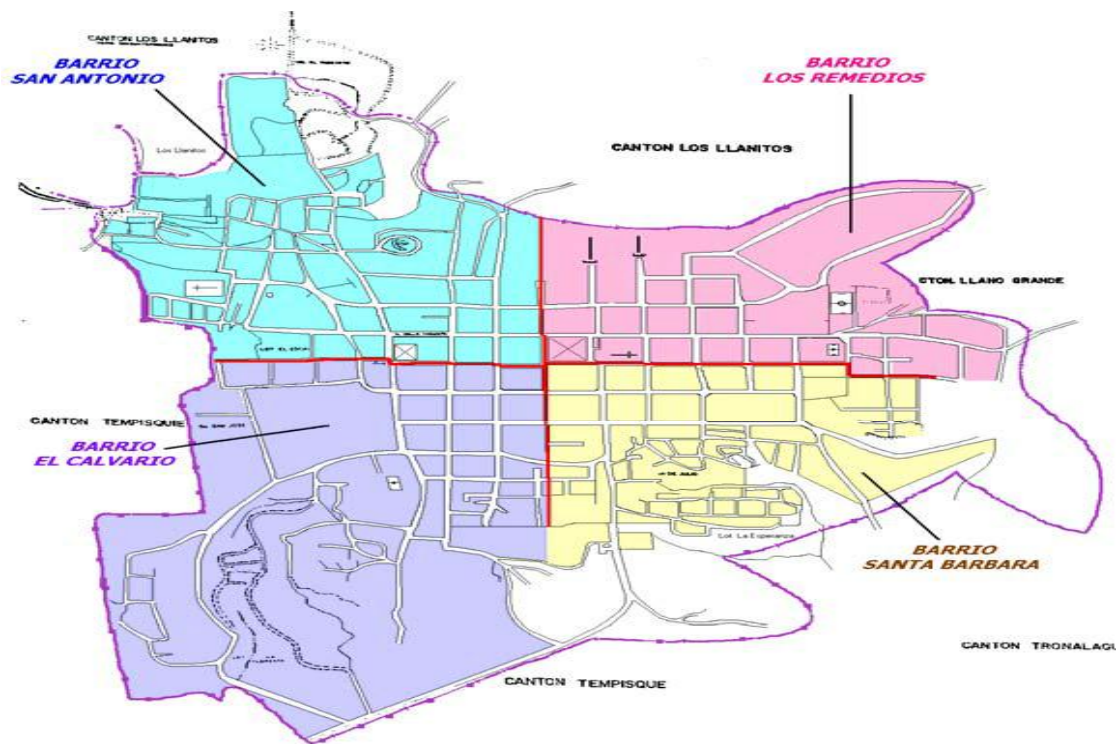 CANTON LOS LLANITOS
BARRIO
SAN ANTONIO
BARRIO
LOS REMEDIOS
Los Llanitos
CANTON LOS LLANITOS
CTON. LLANO GRANDE
CANTON TEMPISQUE
BARRIO
EL CALVARIO
Lot. La Esperanza
BARRIO
SANTA BARBARA
CANTON TRONALAGU
CANTON TEMPISQUE